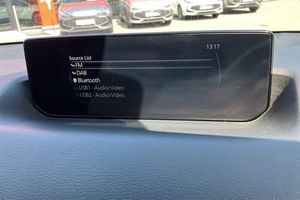 13:17
Source List
FM
DAB
Bluetooth
USB1 - Audio/Video
USB2 - Audio/Video